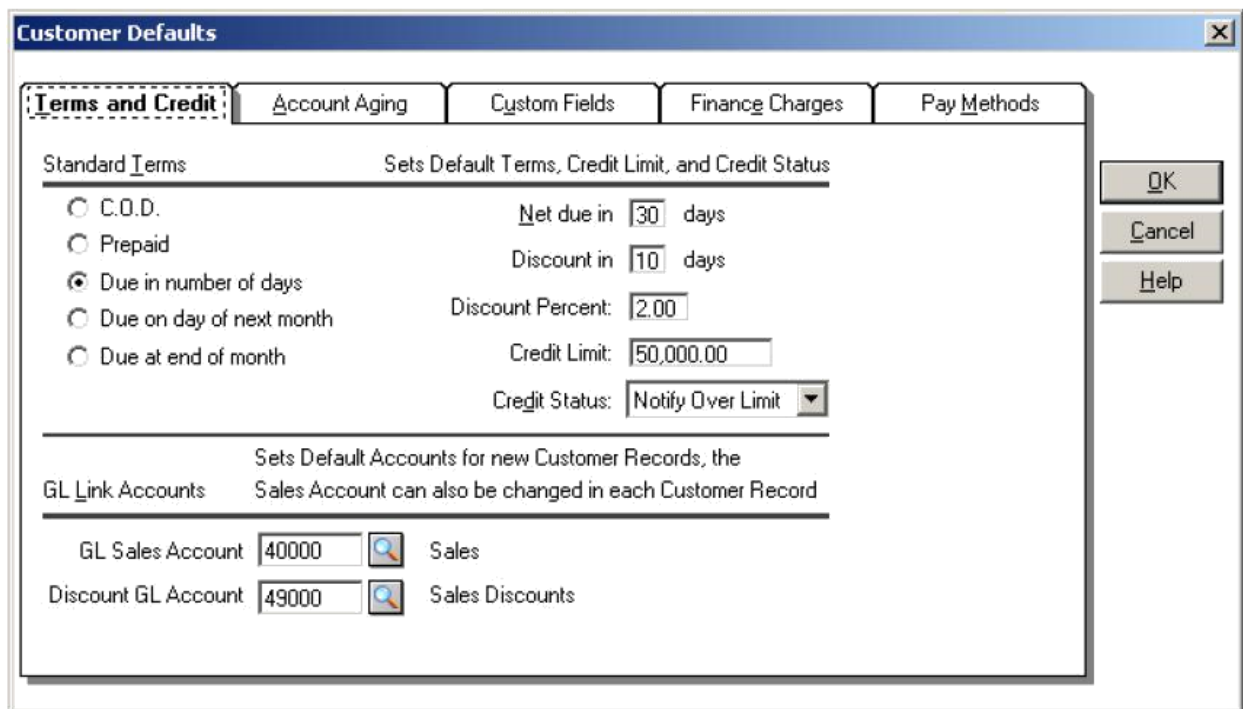 Customer Defaults
Terms and Credit
Account Aging
Custom Fields
Finance Charges
Pay Methods
Standard Terms
Sets Default Terms, Credit Limit, and Credit Status
C.O.D.
Prepaid
Due in number of days
Due on day of next month
Due at end of month
Net due in 30 days
Discount in 10 days
Discount Percent: 2.00
Credit Limit: 50,000.00
Credit Status: Notify Over Limit
OK
Cancel
Help
GL Link Accounts
Sets Default Accounts for new Customer Records, the
Sales Account can also be changed in each Customer Record
GL Sales Account 40000 Sales
Discount GL Account 49000 Sales Discounts